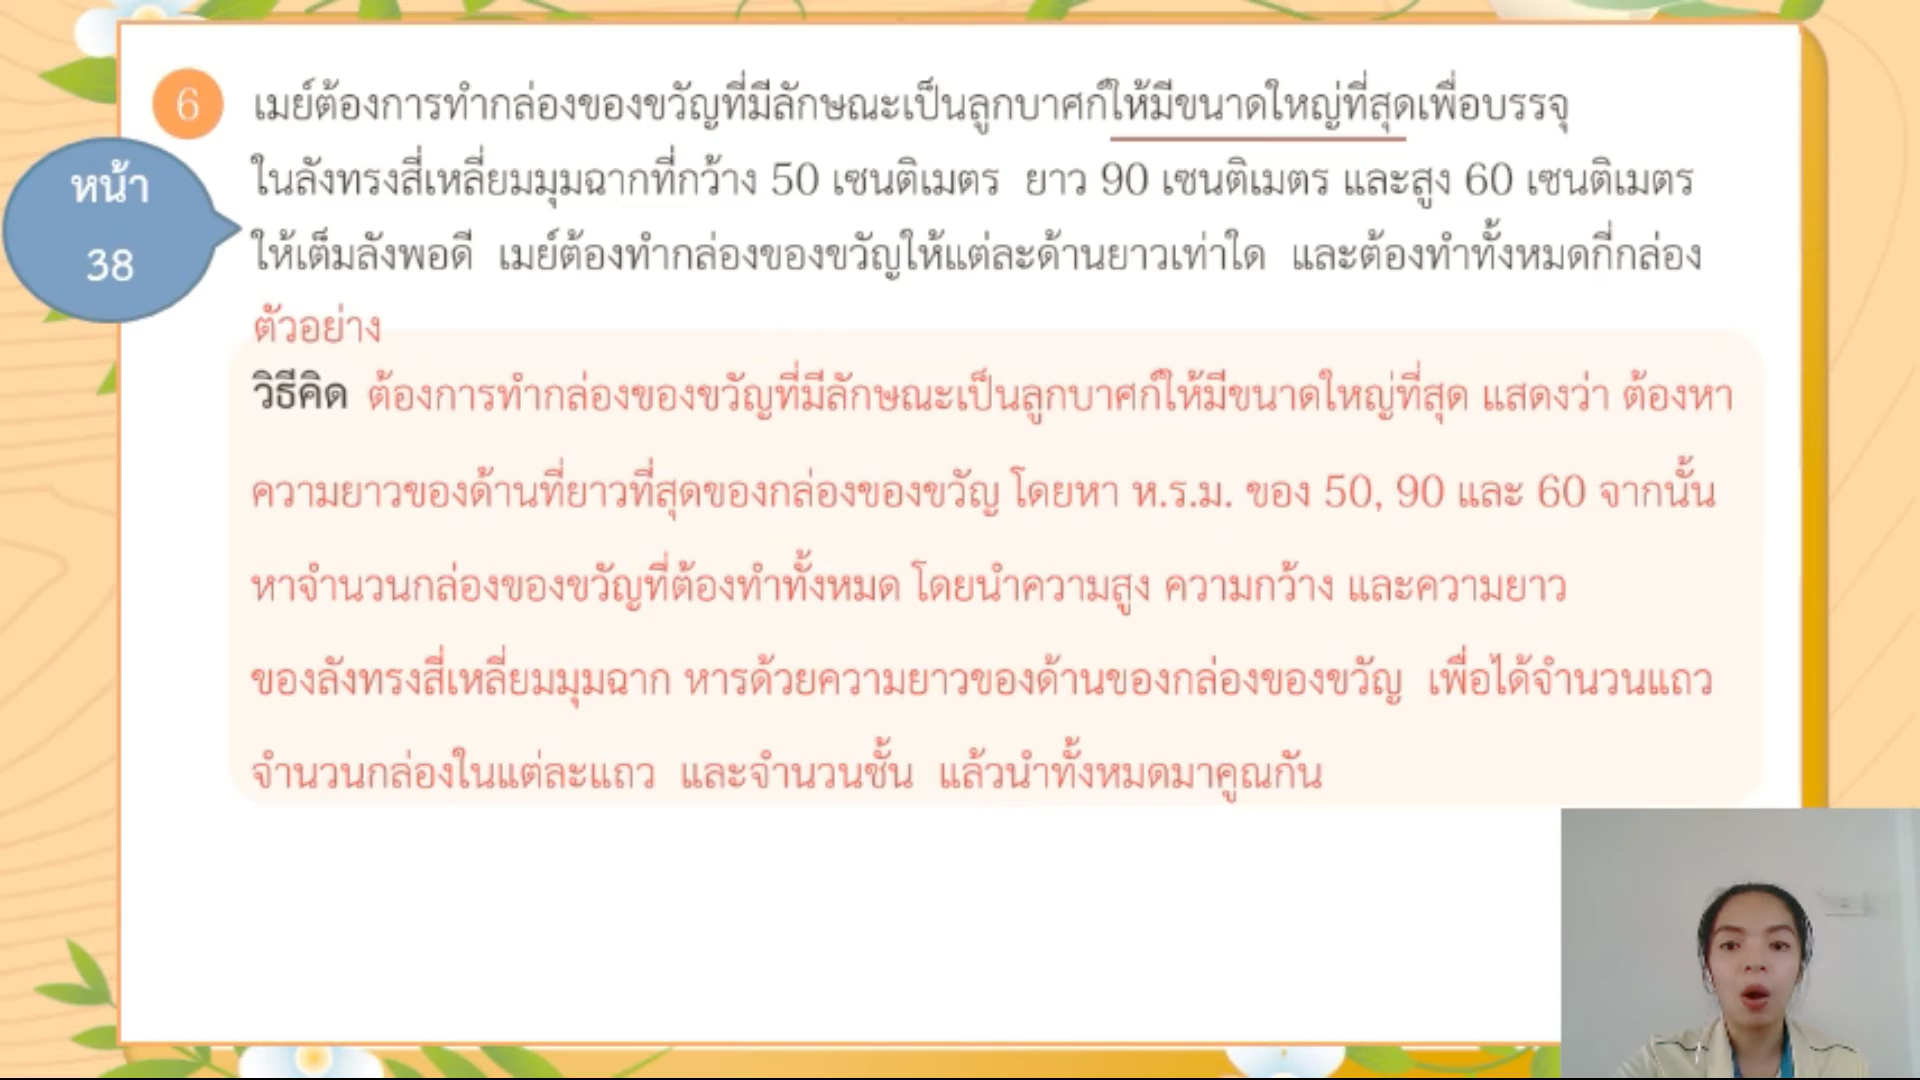 6 เมย์ต้องการทำกล่องของขวัญที่มีลักษณะเป็นลูกบาศก์ให้มีขนาดใหญ่ที่สุดเพื่อบรรจุ
หน้า
38
ในลังทรงสี่เหลี่ยมมุมฉากที่กว้าง 50 เซนติเมตร ยาว 90 เซนติเมตร และสูง 60 เซนติเมตร
ให้เต็มลังพอดี เมย์ต้องทำกล่องของขวัญให้แต่ละด้านยาวเท่าใด และต้องทำทั้งหมดกี่กล่อง
ตัวอย่าง
วิธีคิด ต้องการทำกล่องของขวัญที่มีลักษณะเป็นลูกบาศก์ให้มีขนาดใหญ่ที่สุด แสดงว่า ต้องหา
ความยาวของด้านที่ยาวที่สุดของกล่องของขวัญ โดยหา ห.ร.ม. ของ 50, 90 และ 60 จากนั้น
หาจำนวนกล่องของขวัญที่ต้องทำทั้งหมด โดยนำความสูง ความกว้าง และความยาว
ของลังทรงสี่เหลี่ยมมุมฉาก หารด้วยความยาวของด้านของกล่องของขวัญ เพื่อได้จำนวนแถว
จำนวนกล่องในแต่ละแถว และจำนวนชั้น แล้วนำทั้งหมดมาคูณกัน